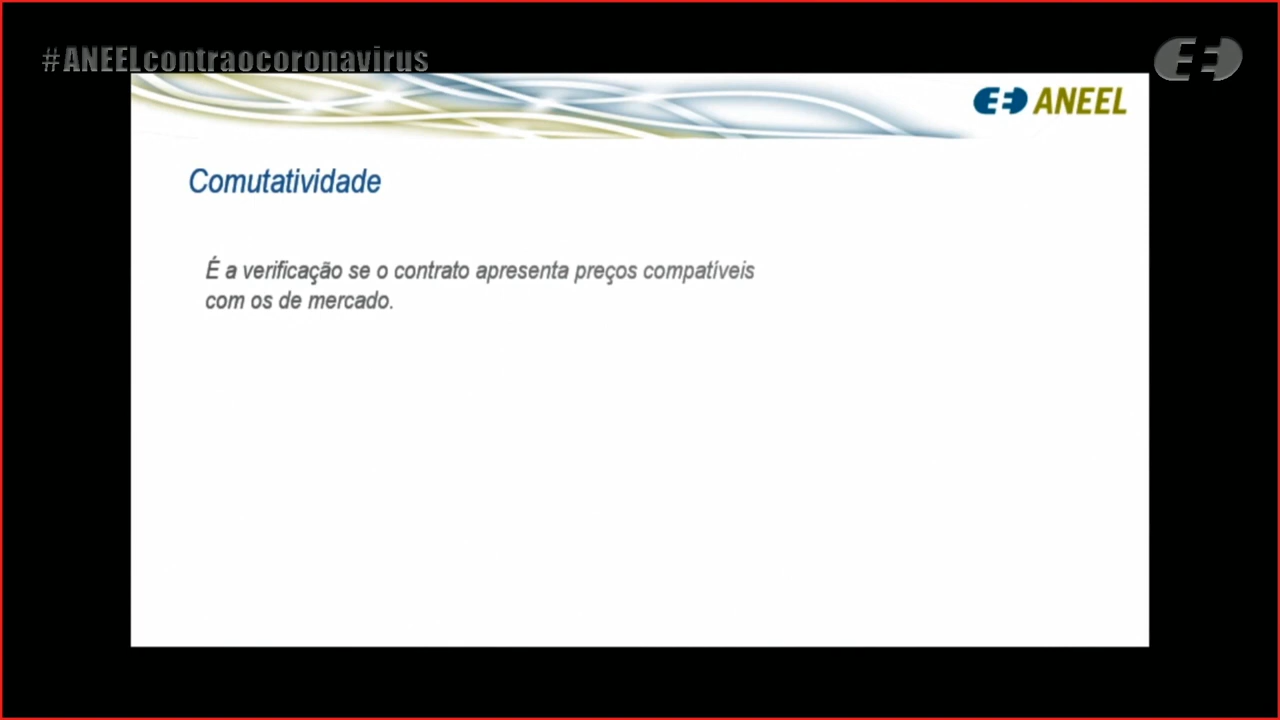 #ANEELcontraocoronavirus
ANEEL
Comutatividade
É a verificação se o contrato apresenta preços compatíveis
com os de mercado.